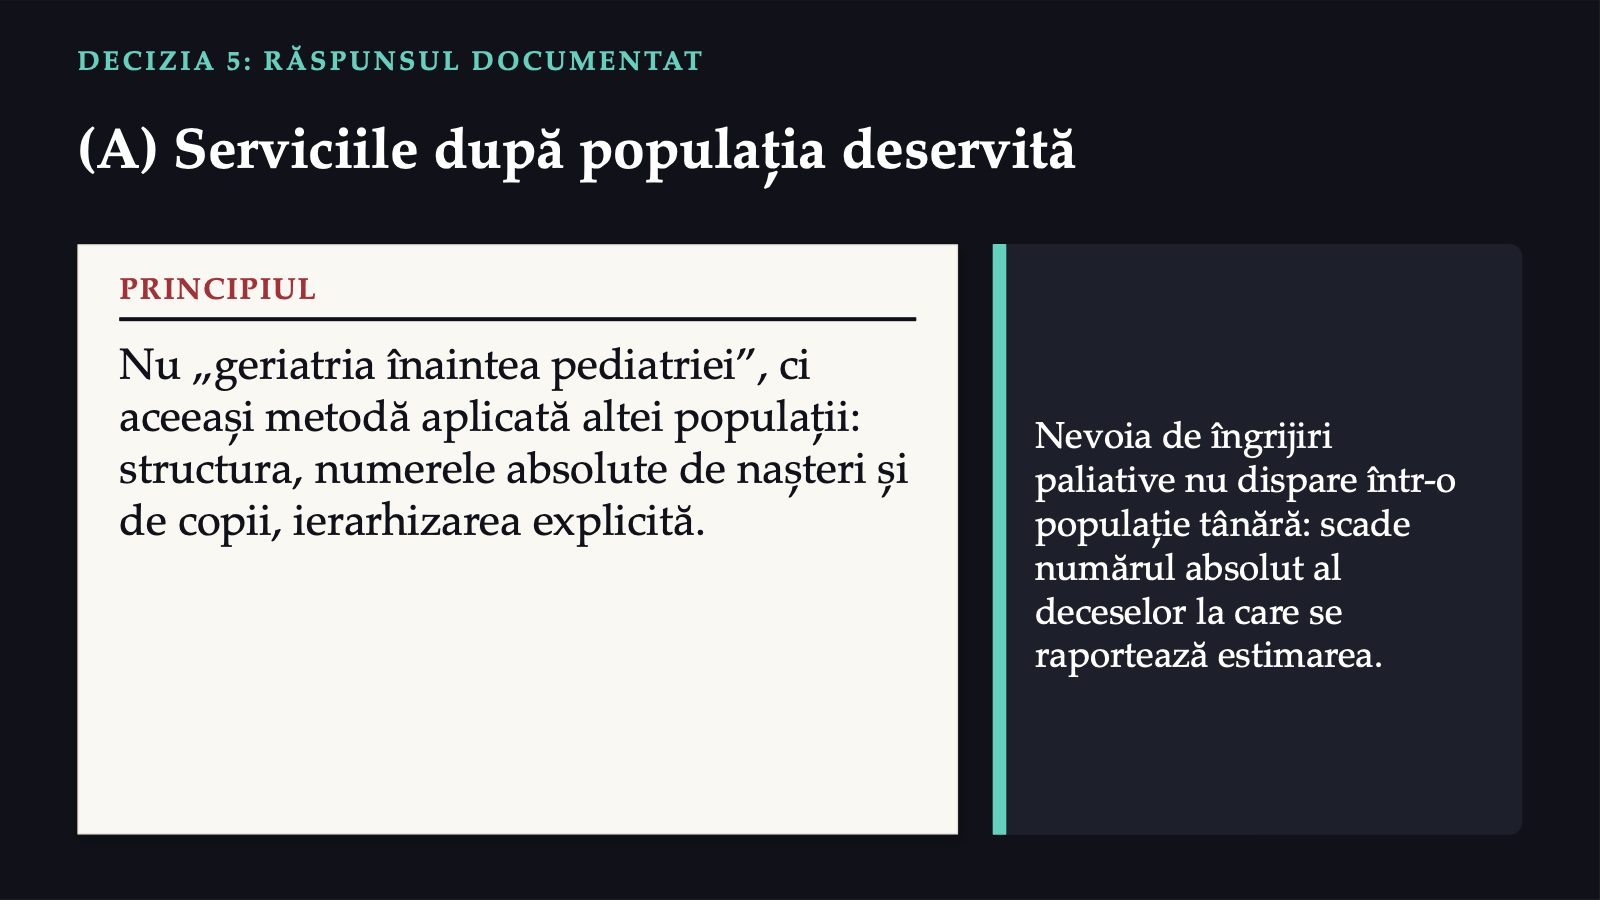 DECIZIA 5: RĂSPUNSUL DOCUMENTAT
(A) Serviciile după populația deservită
PRINCIPIUL
Nu „geriatria înaintea pediatriei”, ci
aceeași metodă aplicată altei populații:
structura, numerele absolute de nașteri și
de copii, ierarhizarea explicită.
Nevoia de îngrijiri
paliative nu dispare într-o
populație tânără: scade
numărul absolut al
deceselor la care se
raportează estimarea.